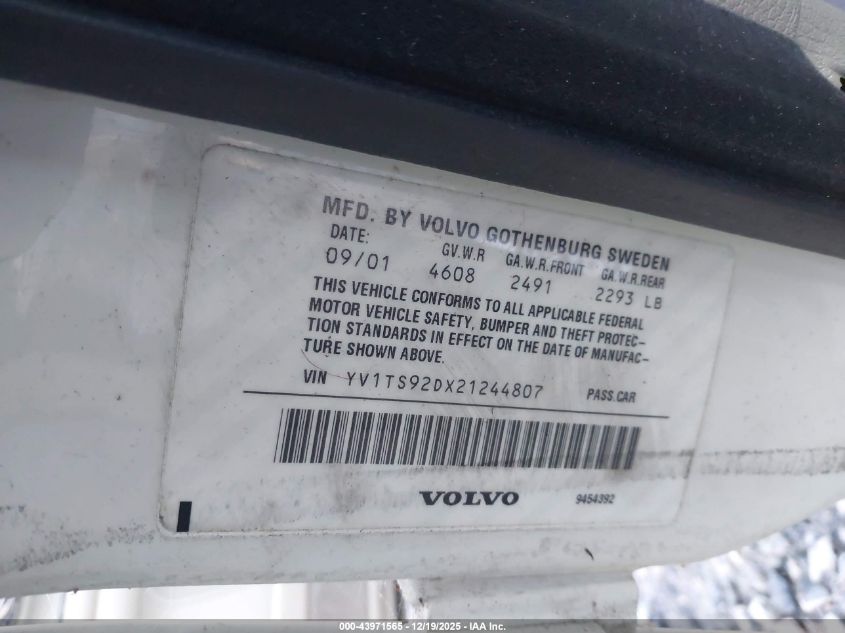 MFD. BY VOLVO GOTHENBURG SWEDEN
DATE: GV.W.R GA.W.R.FRONT GA.W.R.REAR
09/01 4608 2491 2293 LB
THIS VEHICLE CONFORMS TO ALL APPLICABLE FEDERAL
MOTOR VEHICLE SAFETY, BUMPER AND THEFT PROTEC-
TION STANDARDS IN EFFECT ON THE DATE OF MANUFAC-
TURE SHOWN ABOVE.
VIN YV1TS92DX21244807 PASS.CAR
VOLVO 9454392
000-43971565 - 12/19/2025 - IAA Inc.